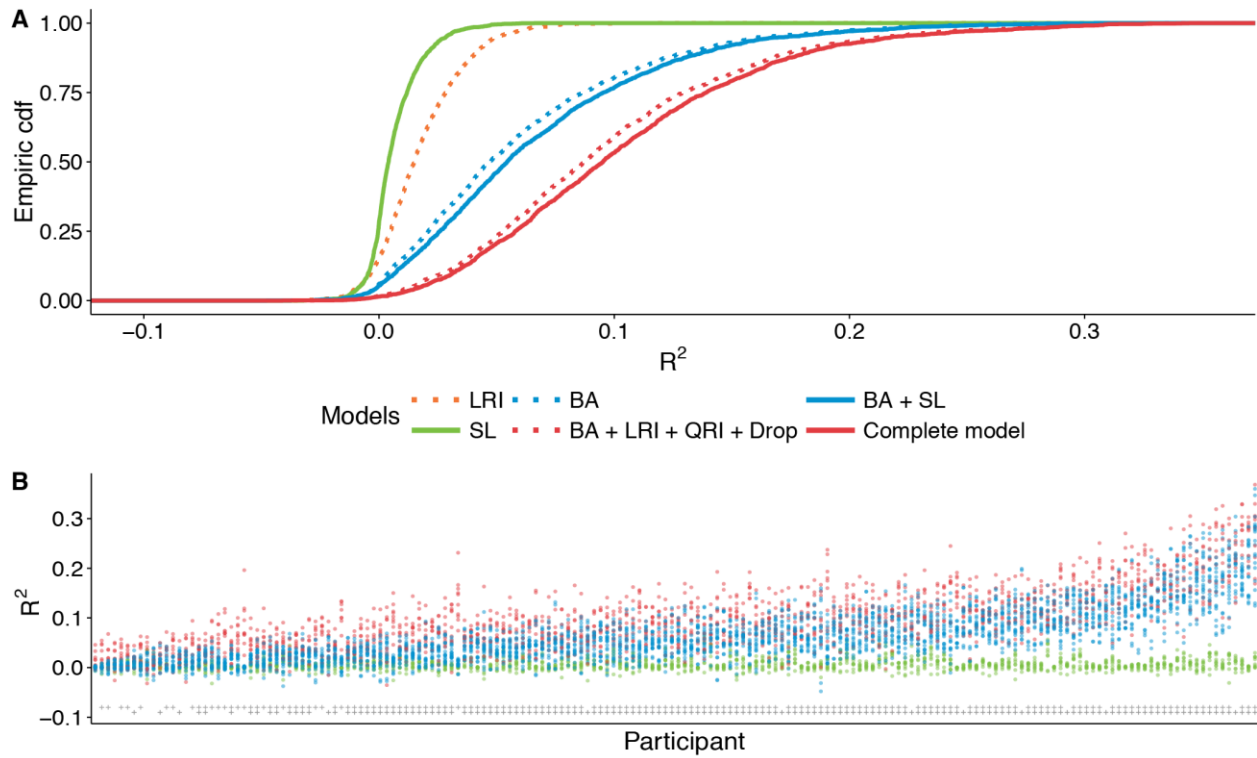 A
1.00
0.75
0.50
0.25
0.00
Empiric cdf
−0.1 0.0 0.1 0.2 0.3
R²
Models
LRI BA BA + SL
SL BA + LRI + QRI + Drop Complete model
B
0.3
0.2
0.1
0.0
−0.1
R²
Participant